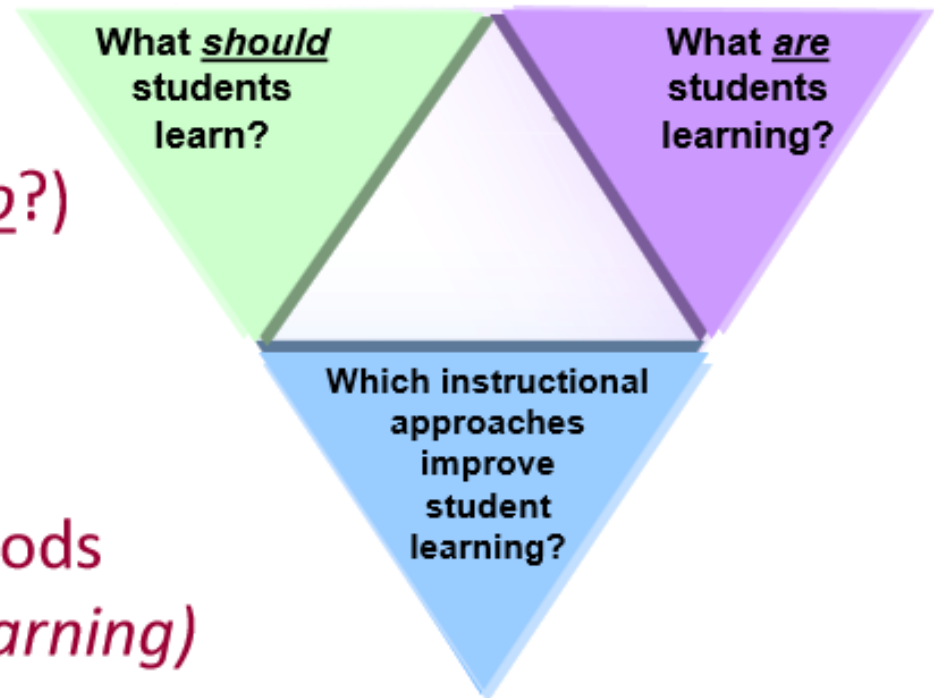 What should
students
learn?
What are
students
learning?
?)
Which instructional
approaches
improve
student
learning?
ods
arning)